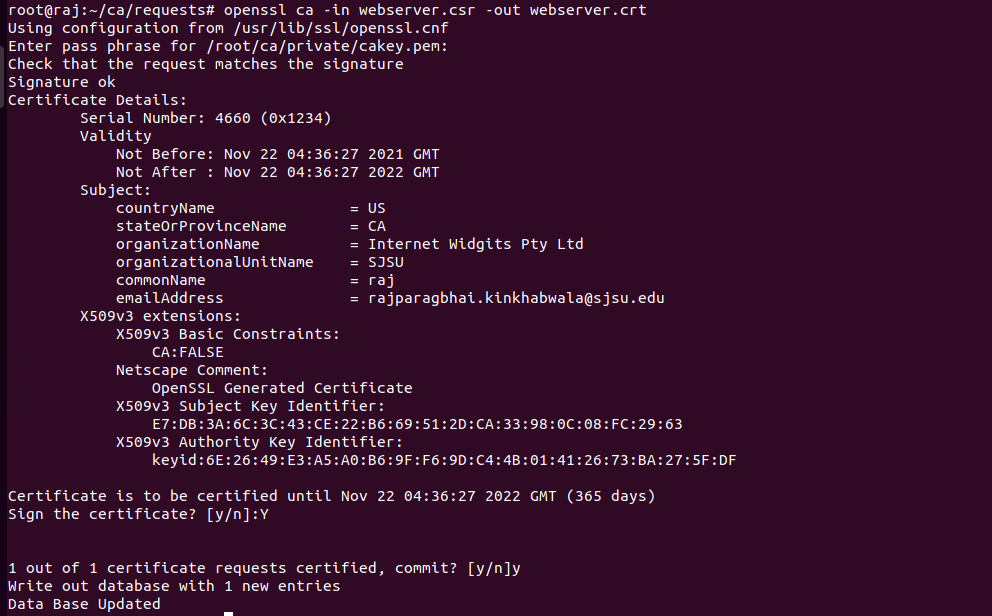 root@raj:~/ca/requests# openssl ca -in webserver.csr -out webserver.crt
Using configuration from /usr/lib/ssl/openssl.cnf
Enter pass phrase for /root/ca/private/cakey.pem:
Check that the request matches the signature
Signature ok
Certificate Details:
        Serial Number: 4660 (0x1234)
        Validity
            Not Before: Nov 22 04:36:27 2021 GMT
            Not After : Nov 22 04:36:27 2022 GMT
        Subject:
            countryName               = US
            stateOrProvinceName       = CA
            organizationName          = Internet Widgits Pty Ltd
            organizationalUnitName    = SJSU
            commonName                = raj
            emailAddress              = rajparagbhai.kinkhabwala@sjsu.edu
        X509v3 extensions:
            X509v3 Basic Constraints:
                CA:FALSE
            Netscape Comment:
                OpenSSL Generated Certificate
            X509v3 Subject Key Identifier:
                E7:DB:3A:6C:3C:43:CE:22:B6:69:51:2D:CA:33:98:0C:08:FC:29:63
            X509v3 Authority Key Identifier:
                keyid:6E:26:49:E3:A5:A0:B6:9F:F6:9D:C4:4B:01:41:26:73:BA:27:5F:DF

Certificate is to be certified until Nov 22 04:36:27 2022 GMT (365 days)
Sign the certificate? [y/n]:Y


1 out of 1 certificate requests certified, commit? [y/n]y
Write out database with 1 new entries
Data Base Updated